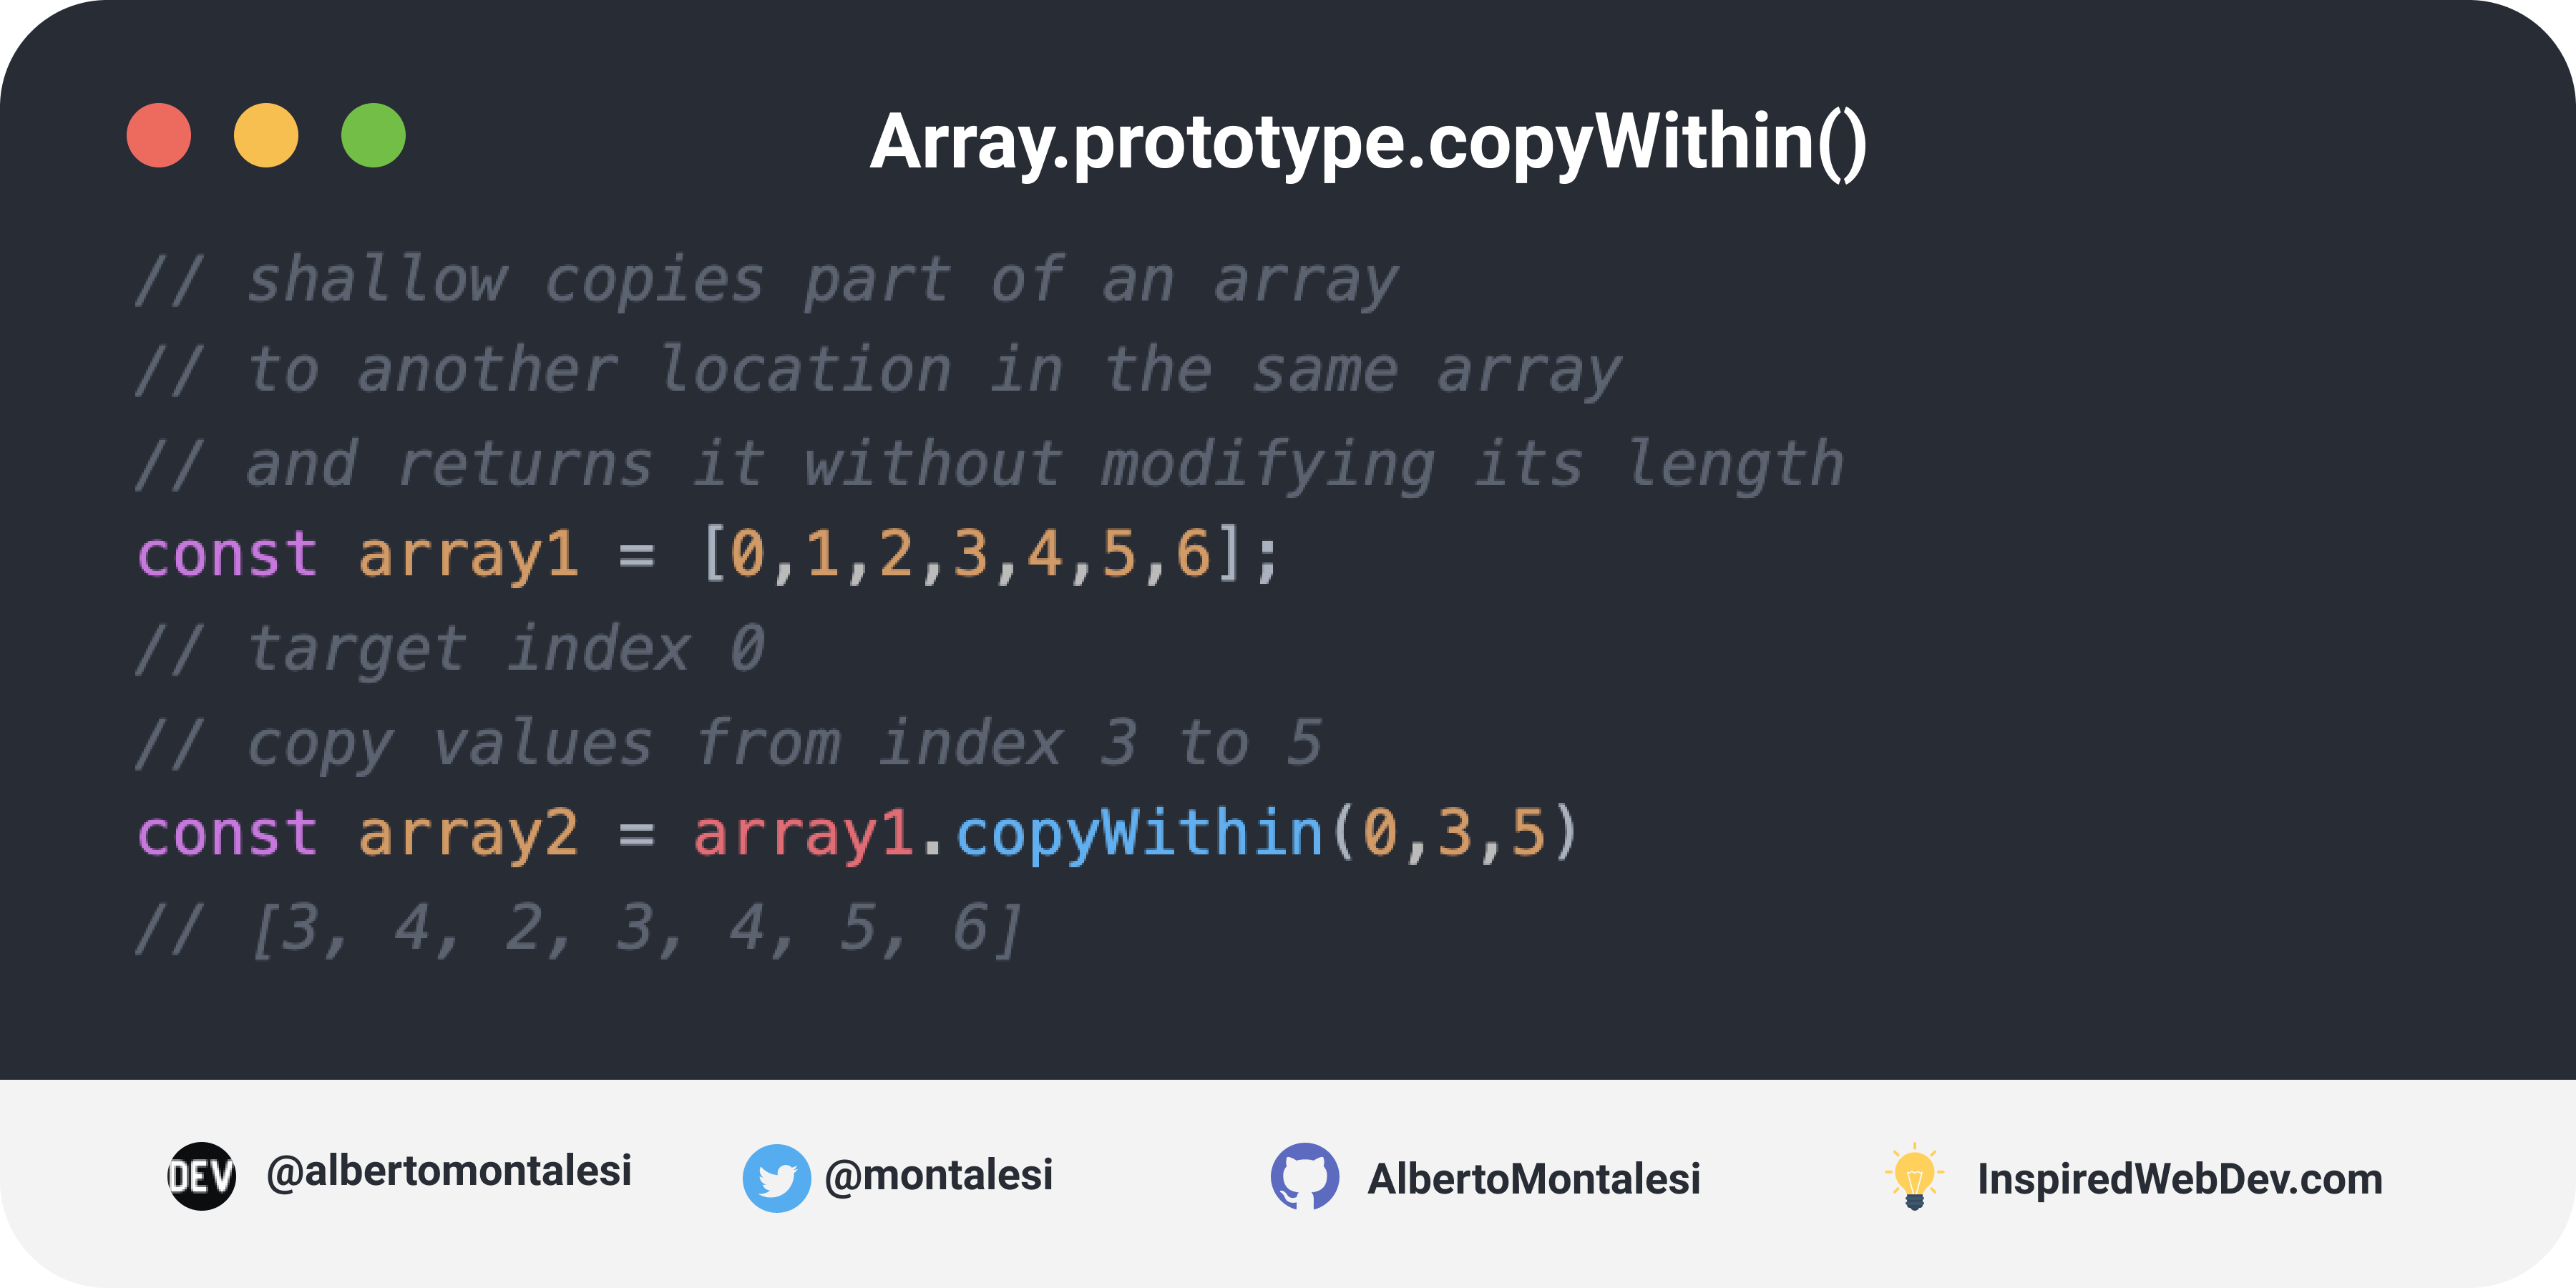 Array.prototype.copyWithin()
// shallow copies part of an array
// to another location in the same array
// and returns it without modifying its length
const array1 = [0,1,2,3,4,5,6];
// target index 0
// copy values from index 3 to 5
const array2 = array1.copyWithin(0,3,5)
// [3, 4, 2, 3, 4, 5, 6]
DEV @albertomontalesi @montalesi AlbertoMontalesi InspiredWebDev.com